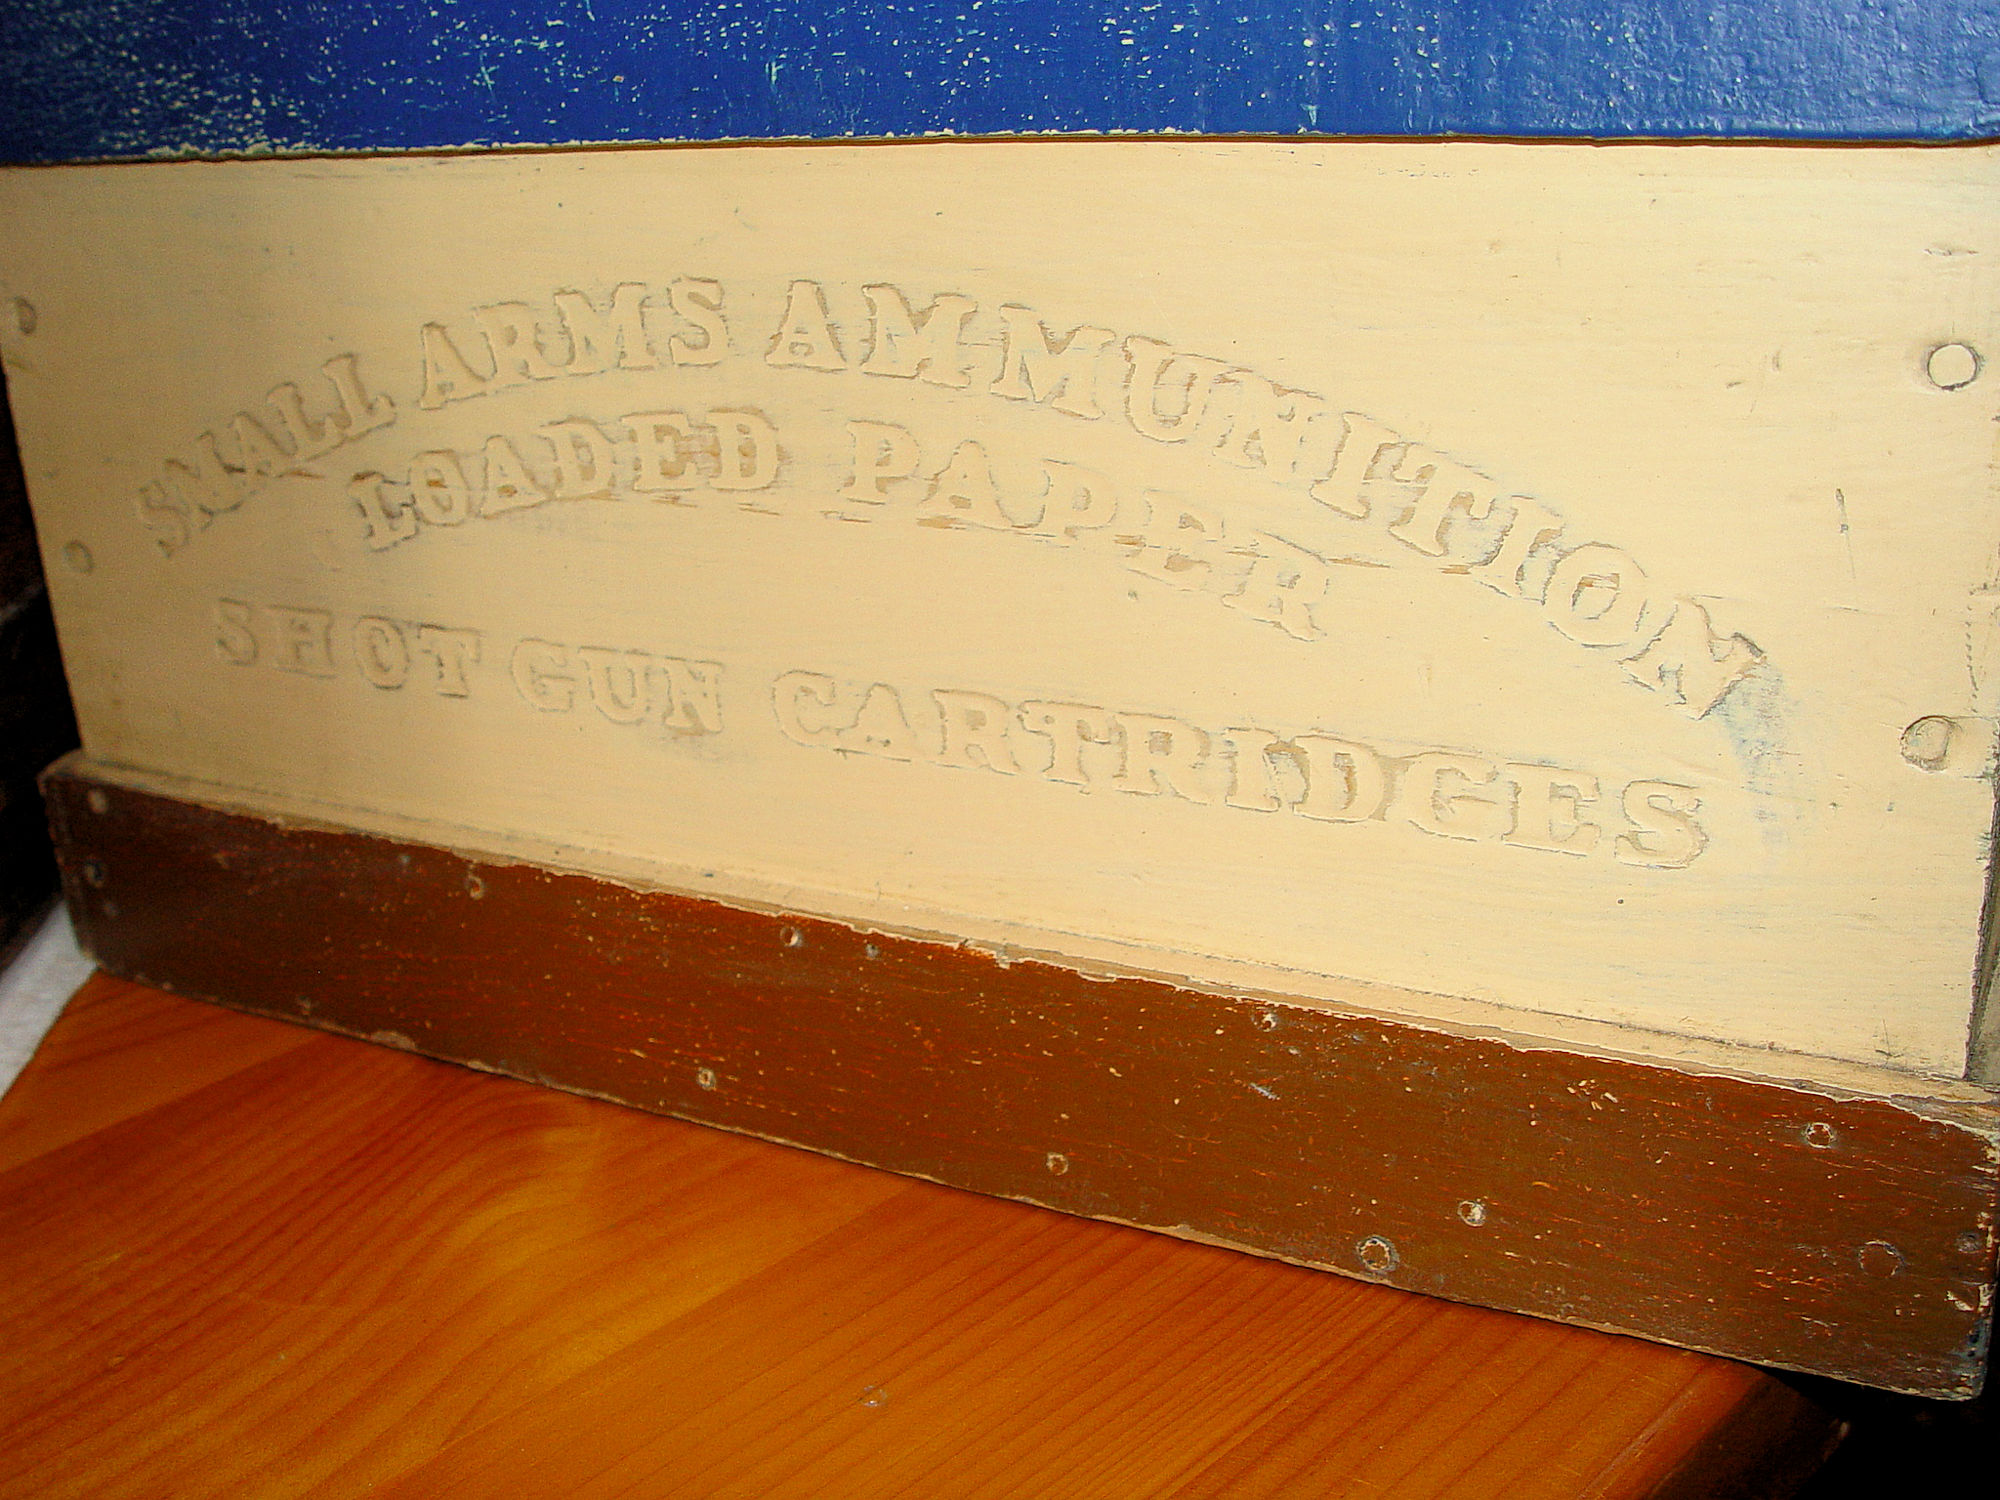 SMALL ARMS AMMUNITION
LOADED PAPER
SHOT GUN CARTRIDGES